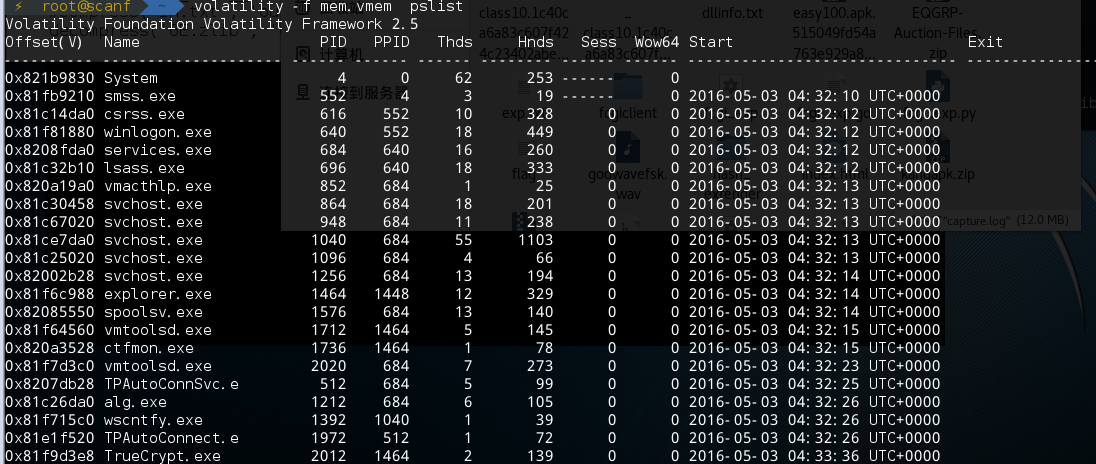 ⚡ root@scanf ~ volatility -f mem.vmem pslist
Volatility Foundation Volatility Framework 2.5
Offset(V) Name PID PPID Thds Hnds Sess Wow64 Start Exit
0x821b9830 System 4 0 62 253 ------ 0
0x81fb9210 smss.exe 552 4 3 19 ------ 0 2016-05-03 04:32:10 UTC+0000
0x81c14da0 csrss.exe 616 552 10 328 0 0 2016-05-03 04:32:12 UTC+0000
0x81f81880 winlogon.exe 640 552 18 449 0 0 2016-05-03 04:32:12 UTC+0000
0x8208fda0 services.exe 684 640 16 260 0 0 2016-05-03 04:32:12 UTC+0000
0x81c32b10 lsass.exe 696 640 18 333 0 0 2016-05-03 04:32:12 UTC+0000
0x820a19a0 vmacthlp.exe 852 684 1 25 0 0 2016-05-03 04:32:13 UTC+0000
0x81c30458 svchost.exe 864 684 18 201 0 0 2016-05-03 04:32:13 UTC+0000
0x81c67020 svchost.exe 948 684 11 238 0 0 2016-05-03 04:32:13 UTC+0000
0x81ce7da0 svchost.exe 1040 684 55 1103 0 0 2016-05-03 04:32:13 UTC+0000
0x81c25020 svchost.exe 1096 684 4 66 0 0 2016-05-03 04:32:13 UTC+0000
0x82002b28 svchost.exe 1256 684 13 194 0 0 2016-05-03 04:32:14 UTC+0000
0x81f6c988 explorer.exe 1464 1448 12 329 0 0 2016-05-03 04:32:14 UTC+0000
0x82085550 spoolsv.exe 1576 684 13 140 0 0 2016-05-03 04:32:14 UTC+0000
0x81f64560 vmtoolsd.exe 1712 1464 5 145 0 0 2016-05-03 04:32:15 UTC+0000
0x820a3528 ctfmon.exe 1736 1464 1 78 0 0 2016-05-03 04:32:15 UTC+0000
0x81f7d3c0 vmtoolsd.exe 2020 684 7 273 0 0 2016-05-03 04:32:23 UTC+0000
0x8207db28 TPAutoConnSvc.e 512 684 5 99 0 0 2016-05-03 04:32:25 UTC+0000
0x81c26da0 alg.exe 1212 684 6 105 0 0 2016-05-03 04:32:26 UTC+0000
0x81f715c0 wscntfy.exe 1392 1040 1 39 0 0 2016-05-03 04:32:26 UTC+0000
0x81e1f520 TPAutoConnect.e 1972 512 1 72 0 0 2016-05-03 04:32:26 UTC+0000
0x81f9d3e8 TrueCrypt.exe 2012 1464 2 139 0 0 2016-05-03 04:33:36 UTC+0000
class10.1c40c
dllinfo.txt
easy100.apk.
515049fd54a
763e929a8...
EQGRP-
Auction-Files.
zip
计算机
flag
"capture.log" (12.0 MB)